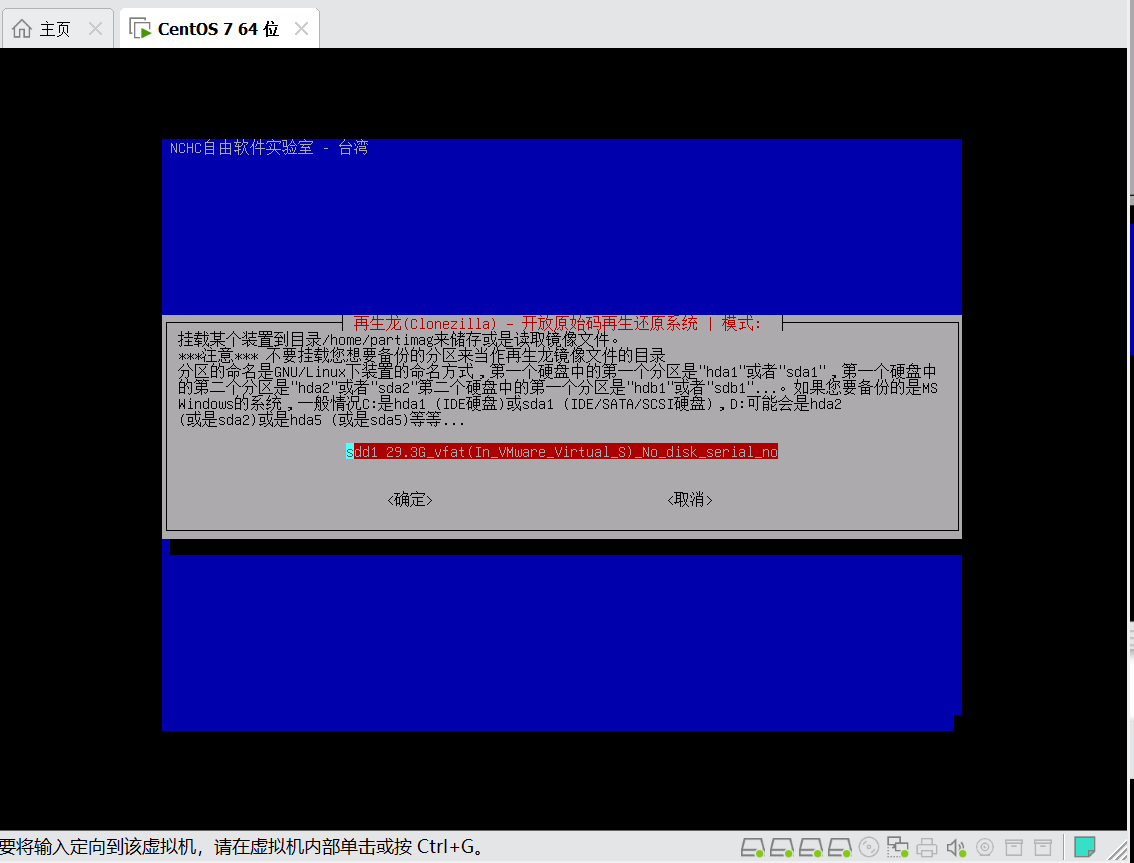 主页
CentOS 7 64 位
NCHC自由软件实验室 - 台湾
再生龙(Clonezilla) - 开放原始码再生还原系统 | 模式:
挂载某个装置到目录/home/partimag来储存或是读取镜像文件。
***注意*** 不要挂载您想要备份的分区来当作再生龙镜像文件的目录
分区的命名是GNU/Linux下装置的命名方式,第一个硬盘中的第一个分区是"hda1"或者"sda1",第一个硬盘中
的第二个分区是"hda2"或者"sda2"第二个硬盘中的第一个分区是"hdb1"或者"sdb1"...。如果您要备份的是MS
Windows的系统,一般情况C:是hda1 (IDE硬盘)或sda1 (IDE/SATA/SCSI硬盘),D:可能会是hda2
(或是sda2)或是hda5 (或是sda5)等等...
sdd1 29.3G_vfat(In_VMware_Virtual_S)_No_disk_serial_no
<确定> <取消>
要将输入定向到该虚拟机，请在虚拟机内部单击或按 Ctrl+G。